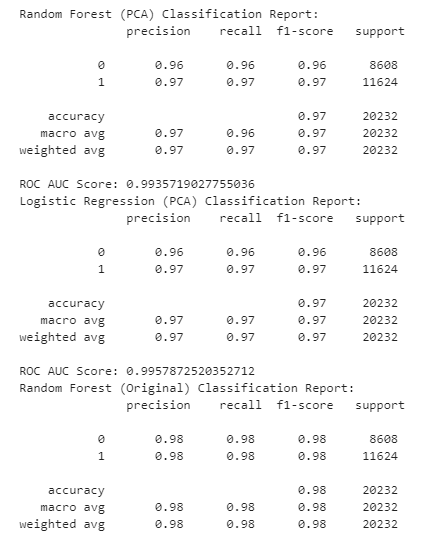 Random Forest (PCA) Classification Report:
precision recall f1-score support
0 0.96 0.96 0.96 8608
1 0.97 0.97 0.97 11624
accuracy 0.97 20232
macro avg 0.97 0.96 0.97 20232
weighted avg 0.97 0.97 0.97 20232
ROC AUC Score: 0.9935719027755036
Logistic Regression (PCA) Classification Report:
precision recall f1-score support
0 0.96 0.96 0.96 8608
1 0.97 0.97 0.97 11624
accuracy 0.97 20232
macro avg 0.97 0.97 0.97 20232
weighted avg 0.97 0.97 0.97 20232
ROC AUC Score: 0.9957872520352712
Random Forest (Original) Classification Report:
precision recall f1-score support
0 0.98 0.98 0.98 8608
1 0.98 0.98 0.98 11624
accuracy 0.98 20232
macro avg 0.98 0.98 0.98 20232
weighted avg 0.98 0.98 0.98 20232